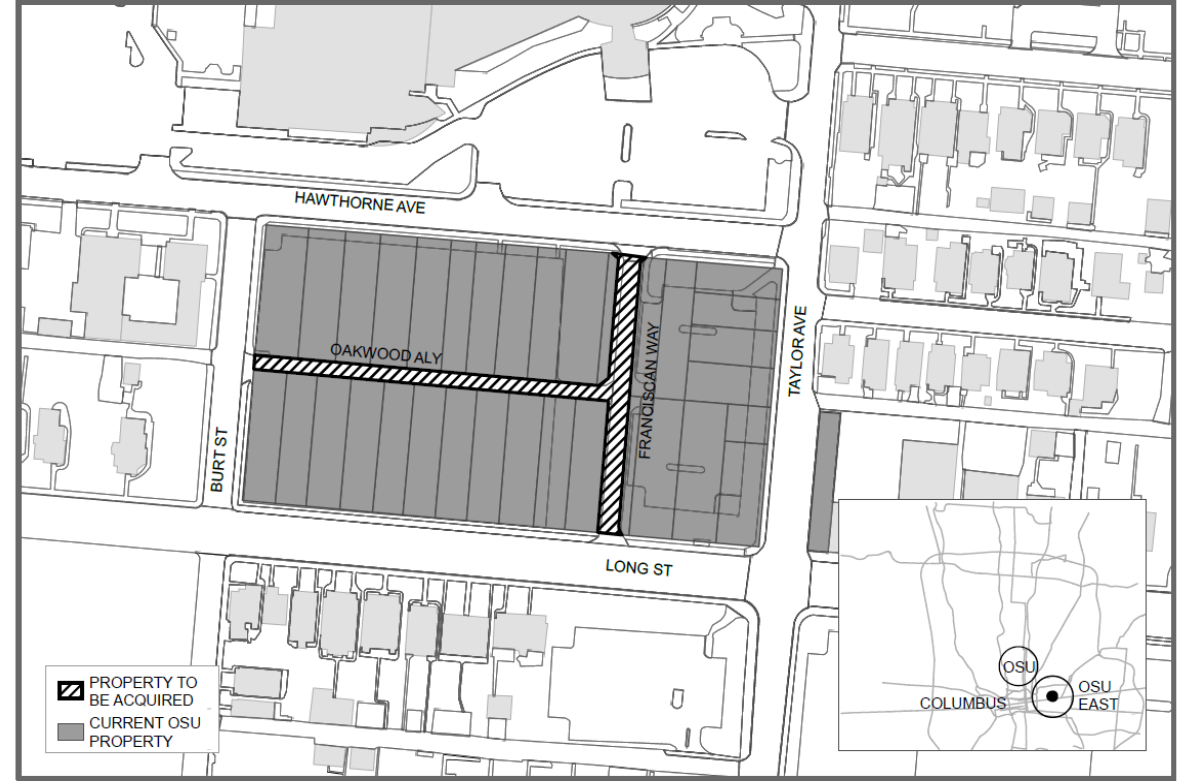 HAWTHORNE AVE
OAKWOOD ALY
FRANCISCAN WAY
TAYLOR AVE
BURT ST
LONG ST
PROPERTY TO
BE ACQUIRED
CURRENT OSU
PROPERTY
OSU
COLUMBUS
OSU
EAST